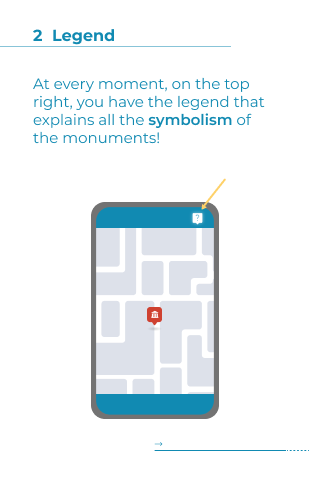 2 Legend
At every moment, on the top
right, you have the legend that
explains all the symbolism of
the monuments!
?
→